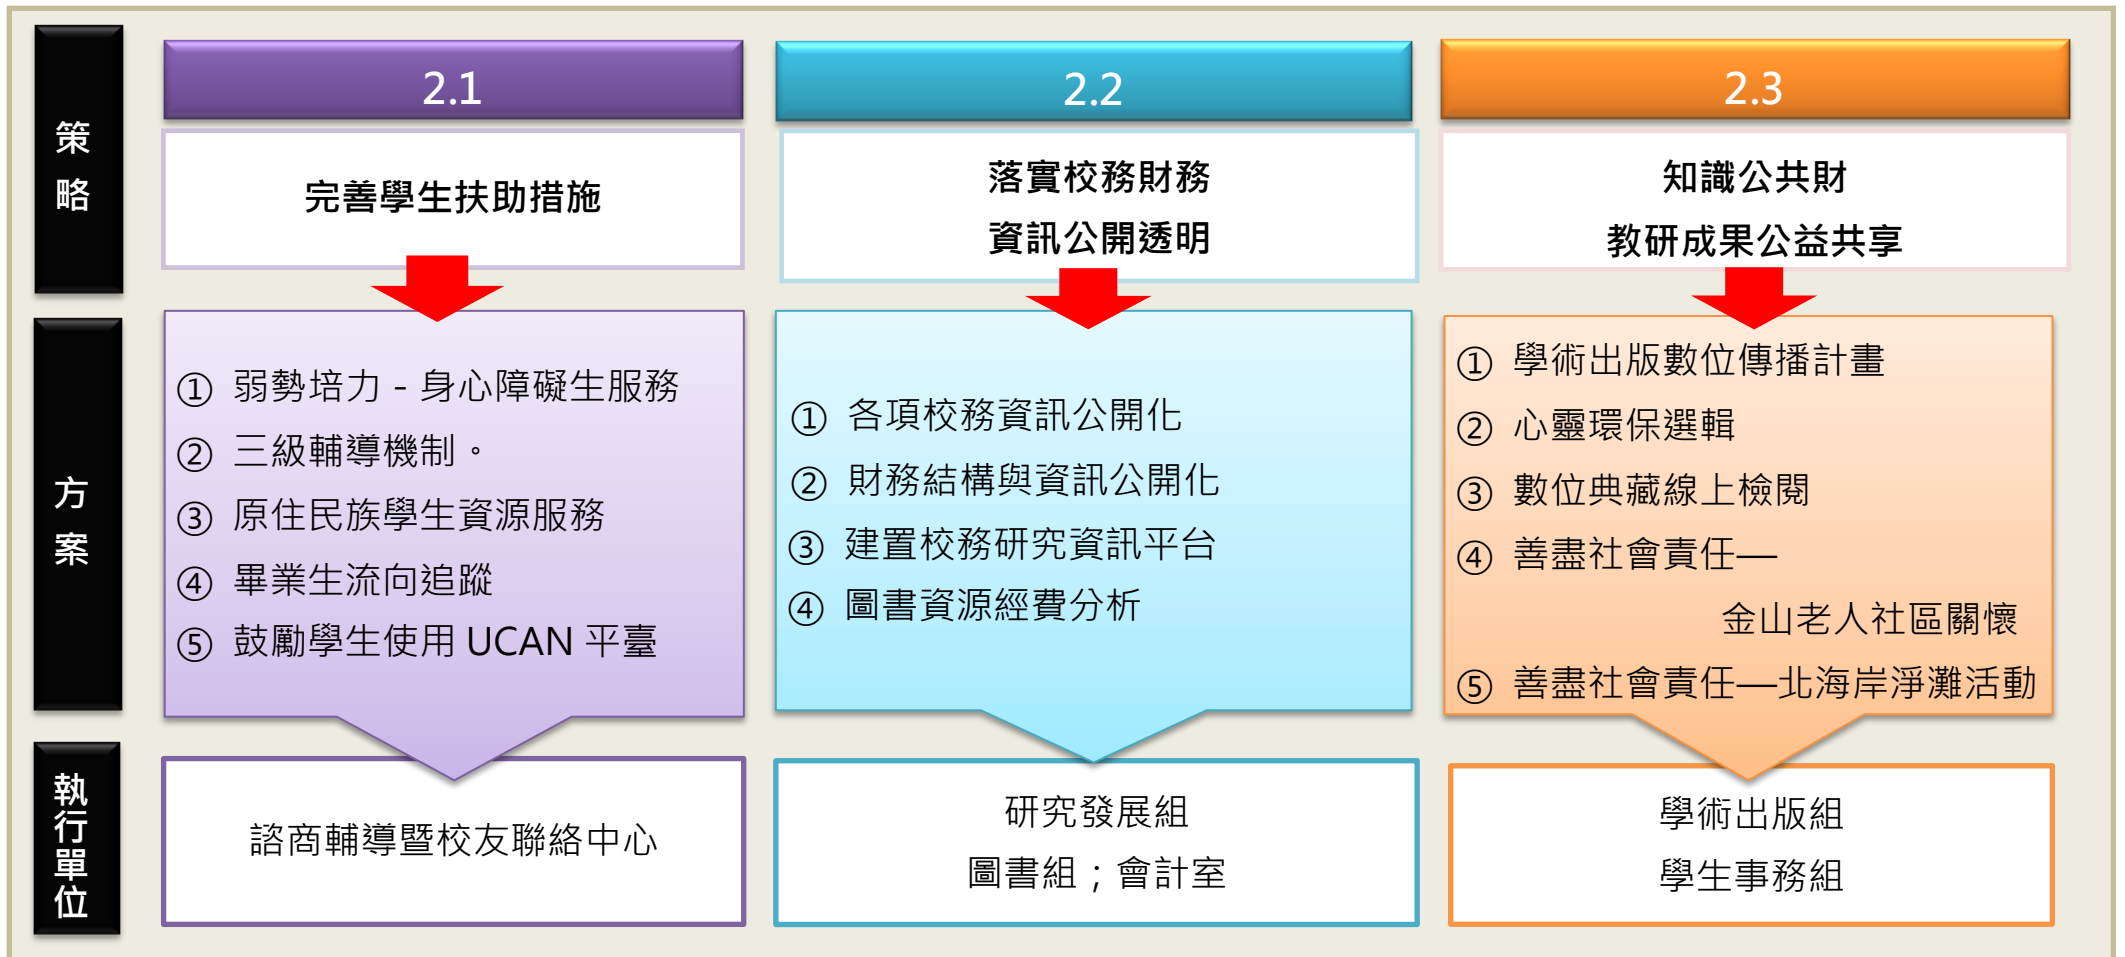 策略
2.1
完善學生扶助措施
2.2
落實校務財務
資訊公開透明
2.3
知識公共財
教研成果公益共享
方案
① 弱勢培力 - 身心障礙生服務
② 三級輔導機制。
③ 原住民族學生資源服務
④ 畢業生流向追蹤
⑤ 鼓勵學生使用 UCAN 平臺
① 各項校務資訊公開化
② 財務結構與資訊公開化
③ 建置校務研究資訊平台
④ 圖書資源經費分析
① 學術出版數位傳播計畫
② 心靈環保選輯
③ 數位典藏線上檢閱
④ 善盡社會責任—
金山老人社區關懷
⑤ 善盡社會責任—北海岸淨灘活動
執行單位
諮商輔導暨校友聯絡中心
研究發展組
圖書組；會計室
學術出版組
學生事務組